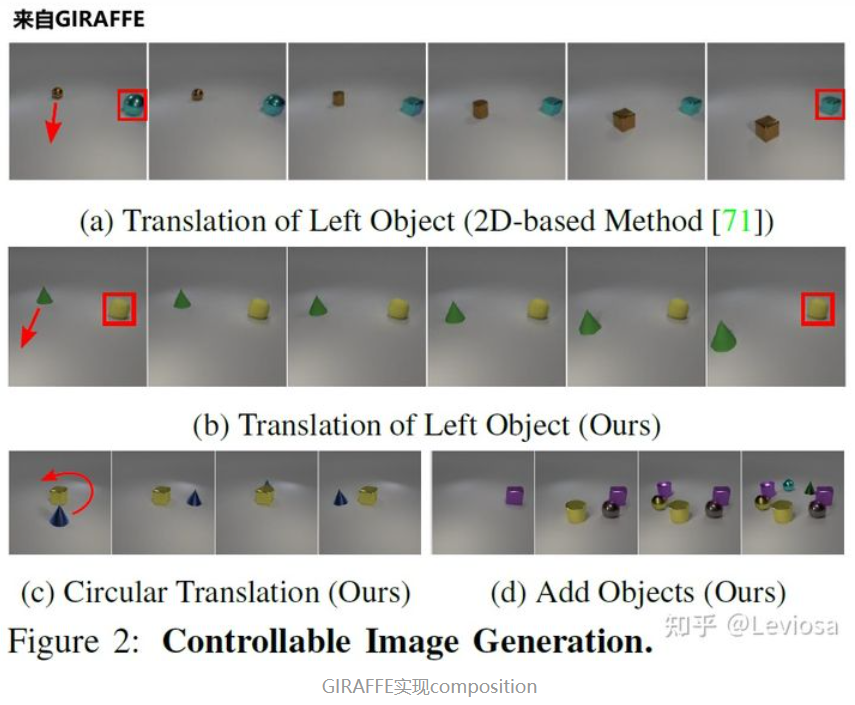 来自GIRAFFE
(a) Translation of Left Object (2D-based Method [71])
(b) Translation of Left Object (Ours)
(c) Circular Translation (Ours)
(d) Add Objects (Ours)
知乎 @Leviosa
Figure 2: Controllable Image Generation.
GIRAFFE实现composition